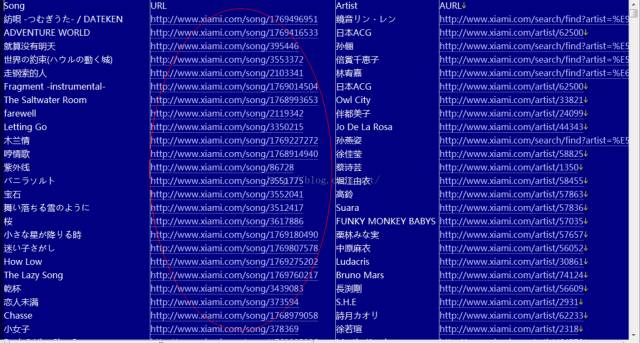 Song URL Artist AURL↓
紡唄 -つむぎうた- / DATEKEN http://www.xiami.com/song/1769496951 鏡音リン・レン http://www.xiami.com/search/find?artist=%E9
ADVENTURE WORLD http://www.xiami.com/song/1769416533 日本ACG http://www.xiami.com/artist/62500↓
就算没有明天 http://www.xiami.com/song/395446 孙俪 http://www.xiami.com/search/find?artist=%E5
世界の約束(ハウルの動く城) http://www.xiami.com/song/3553372 倍賞千恵子 http://www.xiami.com/search/find?artist=%E5
走钢索的人 http://www.xiami.com/song/2103341 林宥嘉 http://www.xiami.com/search/find?artist=%E6
Fragment -instrumental- http://www.xiami.com/song/1769014504 日本ACG http://www.xiami.com/artist/62500↓
The Saltwater Room http://www.xiami.com/song/1768993653 Owl City http://www.xiami.com/artist/33821↓
farewell http://www.xiami.com/song/2119342 伴都美子 http://www.xiami.com/artist/24099↓
Letting Go http://www.xiami.com/song/3350215 Jo De La Rosa http://www.xiami.com/artist/44343↓
木兰情 http://www.xiami.com/song/1769227272 孙燕姿 http://www.xiami.com/search/find?artist=%E5
哼情歌 http://www.xiami.com/song/1768914940 徐佳莹 http://www.xiami.com/artist/58825↓
紫外线 http://www.xiami.com/song/86728 蔡诗芸 http://www.xiami.com/artist/1350↓
バニラソルト http://www.xiami.com/song/3551775 堀江由衣 http://www.xiami.com/artist/58455↓
宝石 http://www.xiami.com/song/3552041 高鈴 http://www.xiami.com/artist/57863↓
舞い落ちる雪のように http://www.xiami.com/song/3512417 Suara http://www.xiami.com/artist/57836↓
桜 http://www.xiami.com/song/3617886 FUNKY MONKEY BABYS http://www.xiami.com/artist/57035↓
小さな星が降りる時 http://www.xiami.com/song/1769180490 栗林みな実 http://www.xiami.com/artist/57657↓
迷い子さがし http://www.xiami.com/song/1769807578 中原麻衣 http://www.xiami.com/artist/56052↓
How Low http://www.xiami.com/song/1769275202 Ludacris http://www.xiami.com/artist/30861↓
The Lazy Song http://www.xiami.com/song/1769760217 Bruno Mars http://www.xiami.com/artist/74124↓
乾杯 http://www.xiami.com/song/3439083 長渕剛 http://www.xiami.com/artist/56609↓
恋人未满 http://www.xiami.com/song/373594 S.H.E http://www.xiami.com/artist/2931↓
Chasse http://www.xiami.com/song/1768979058 詩月カオリ http://www.xiami.com/artist/62233↓
小女子 http://www.xiami.com/song/378369 徐若瑄 http://www.xiami.com/artist/2318↓